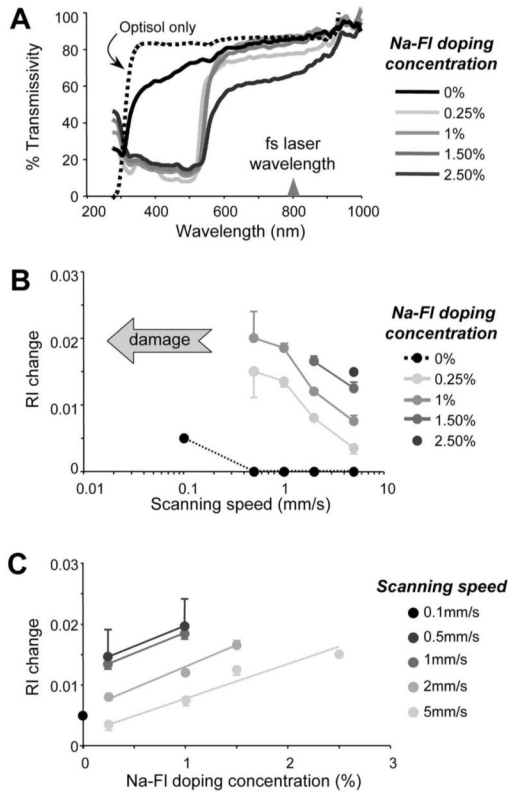 A
Optisol only
% Transmissivity
100
80
60
40
20
0
fs laser
wavelength
200
400
600
800
1000
Wavelength (nm)
Na-Fl doping
concentration
0%
0.25%
1%
1.50%
2.50%
B
RI change
0.03
0.02
0.01
0
damage
0.01
0.1
1
10
Scanning speed (mm/s)
Na-Fl doping
concentration
0%
0.25%
1%
1.50%
2.50%
C
RI change
0.03
0.02
0.01
0
0
1
2
3
Na-Fl doping concentration (%)
Scanning speed
0.1mm/s
0.5mm/s
1mm/s
2mm/s
5mm/s